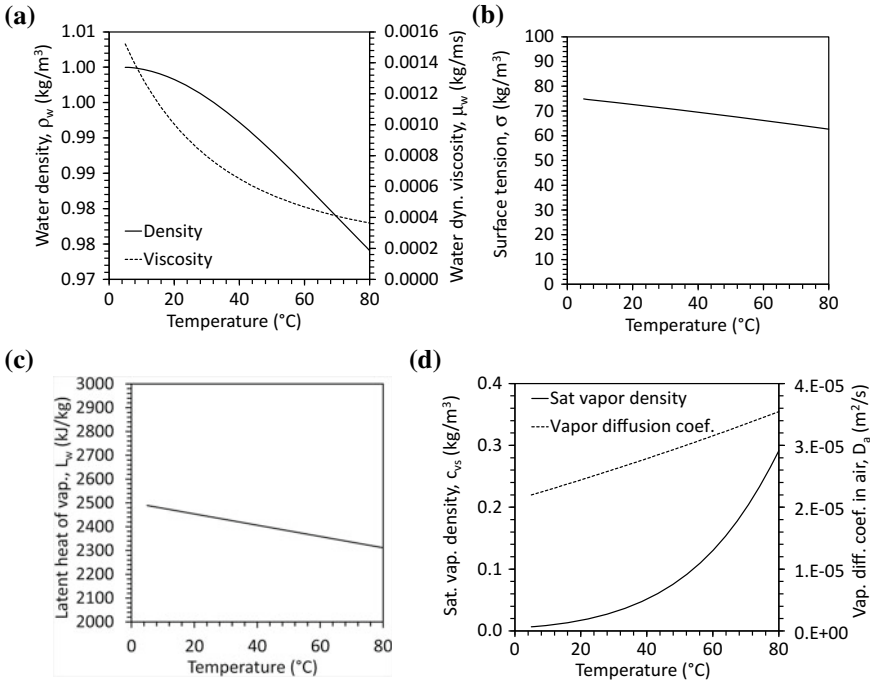 (a)
Water density, ρw (kg/m³)
1.01
1.00
1.00
0.99
0.99
0.98
0.98
0.97
Density
Viscosity
0 20 40 60 80
Temperature (°C)
0.0016
0.0014
0.0012
0.0010
0.0008
0.0006
0.0004
0.0002
0.0000
Water dyn. viscosity, μw (kg/ms)
(b)
Surface tension, σ (kg/m³)
100
90
80
70
60
50
40
30
20
10
0
0 20 40 60 80
Temperature (°C)
(c)
Latent heat of vap., Lw (kJ/kg)
3000
2900
2800
2700
2600
2500
2400
2300
2200
2100
2000
0 20 40 60 80
Temperature (°C)
(d)
Sat. vap. density, cvs (kg/m³)
0.4
0.3
0.2
0.1
0.0
Sat vapor density
Vapor diffusion coef.
0 20 40 60 80
Temperature (°C)
4.E-05
3.E-05
2.E-05
1.E-05
0.E+00
Vap. diff. coef. in air, Da (m²/s)